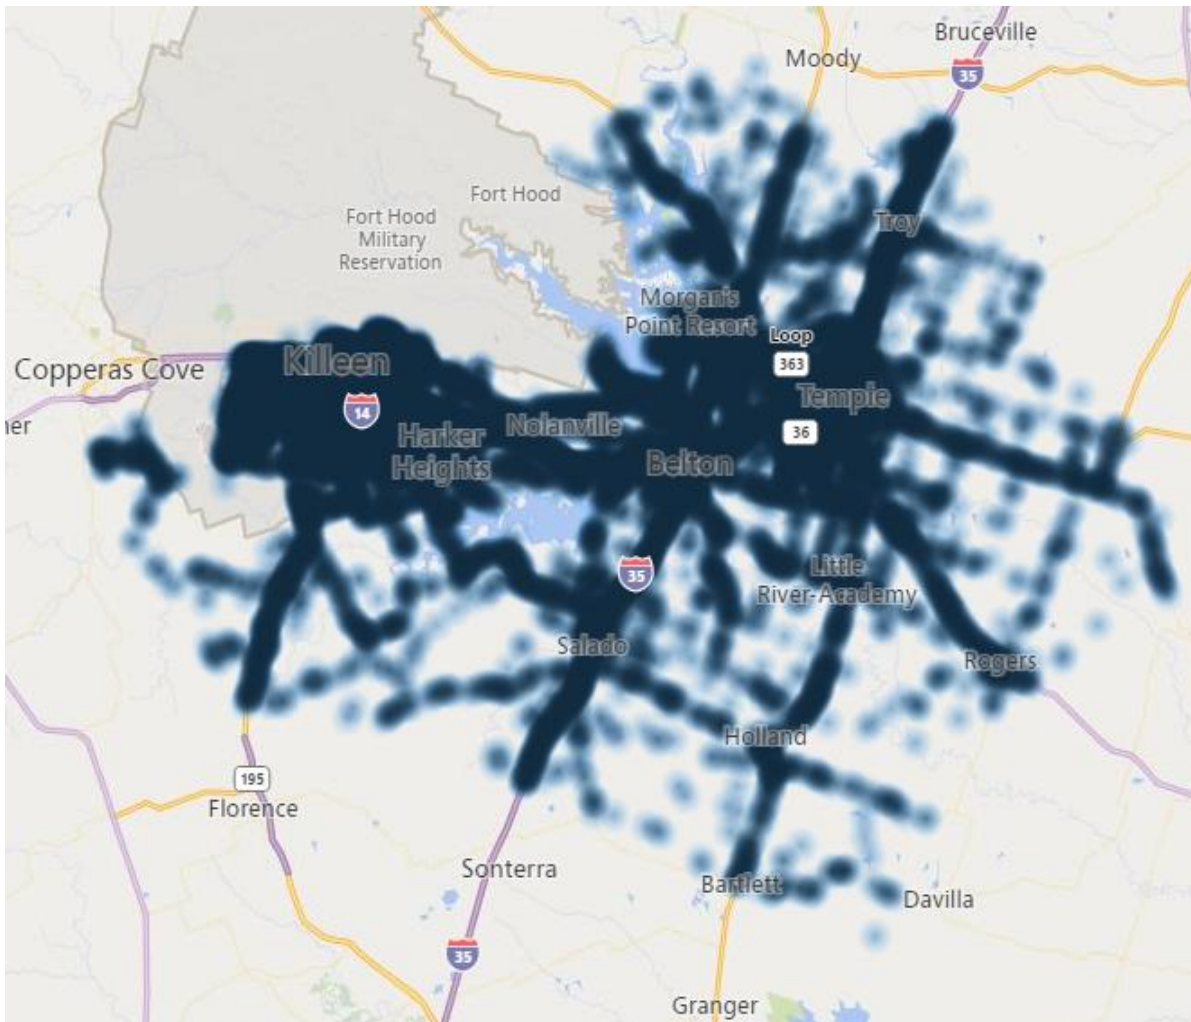 Bruceville
Moody
35
Fort Hood
Fort Hood
Military
Reservation
Troy
Morgan's
Point Resort
Loop
363
Killeen
Copperas Cove
Temple
14
ner
Nolanville
36
Harker
Heights
Belton
35
Little
River-Academy
Salado
Rogers
Holland
195
Florence
Sonterra
Bartlett
Davilla
35
Granger